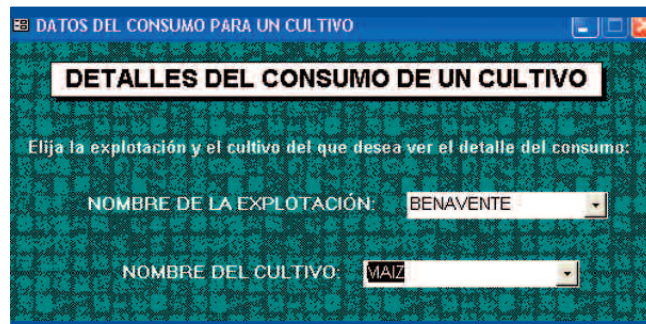 DATOS DEL CONSUMO PARA UN CULTIVO
DETALLES DEL CONSUMO DE UN CULTIVO
Elija la explotación y el cultivo del que desea ver el detalle del consumo:
NOMBRE DE LA EXPLOTACIÓN: BENAVENTE
NOMBRE DEL CULTIVO: MAIZ